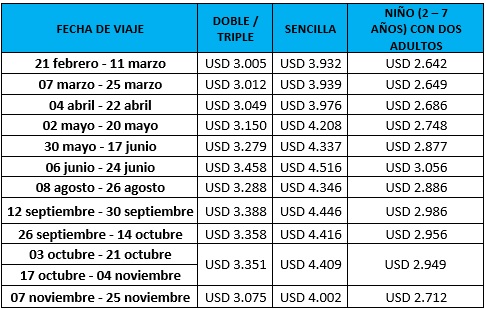 FECHA DE VIAJE DOBLE / TRIPLE SENCILLA NIÑO (2 – 7 AÑOS) CON DOS ADULTOS
21 febrero - 11 marzo USD 3.005 USD 3.932 USD 2.642
07 marzo - 25 marzo USD 3.012 USD 3.939 USD 2.649
04 abril - 22 abril USD 3.049 USD 3.976 USD 2.686
02 mayo - 20 mayo USD 3.150 USD 4.208 USD 2.748
30 mayo - 17 junio USD 3.279 USD 4.337 USD 2.877
06 junio - 24 junio USD 3.458 USD 4.516 USD 3.056
08 agosto - 26 agosto USD 3.288 USD 4.346 USD 2.886
12 septiembre - 30 septiembre USD 3.388 USD 4.446 USD 2.986
26 septiembre - 14 octubre USD 3.358 USD 4.416 USD 2.956
03 octubre - 21 octubre USD 3.351 USD 4.409 USD 2.949
17 octubre - 04 noviembre
07 noviembre - 25 noviembre USD 3.075 USD 4.002 USD 2.712